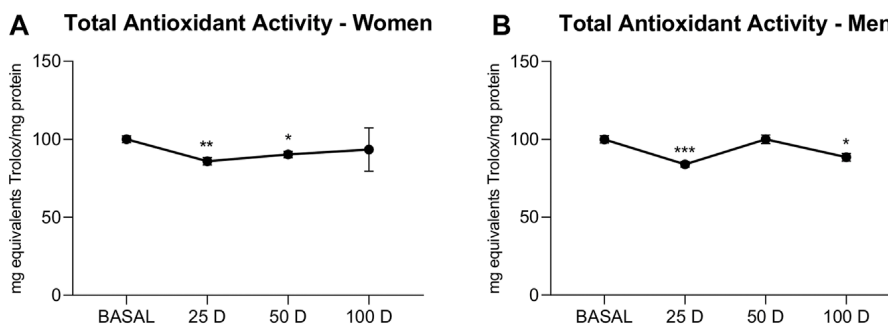 A Total Antioxidant Activity - Women
mg equivalents Trolox/mg protein
150
100
50
0
** *
BASAL 25 D 50 D 100 D
B Total Antioxidant Activity - Men
mg equivalents Trolox/mg protein
150
100
50
0
*** *
BASAL 25 D 50 D 100 D